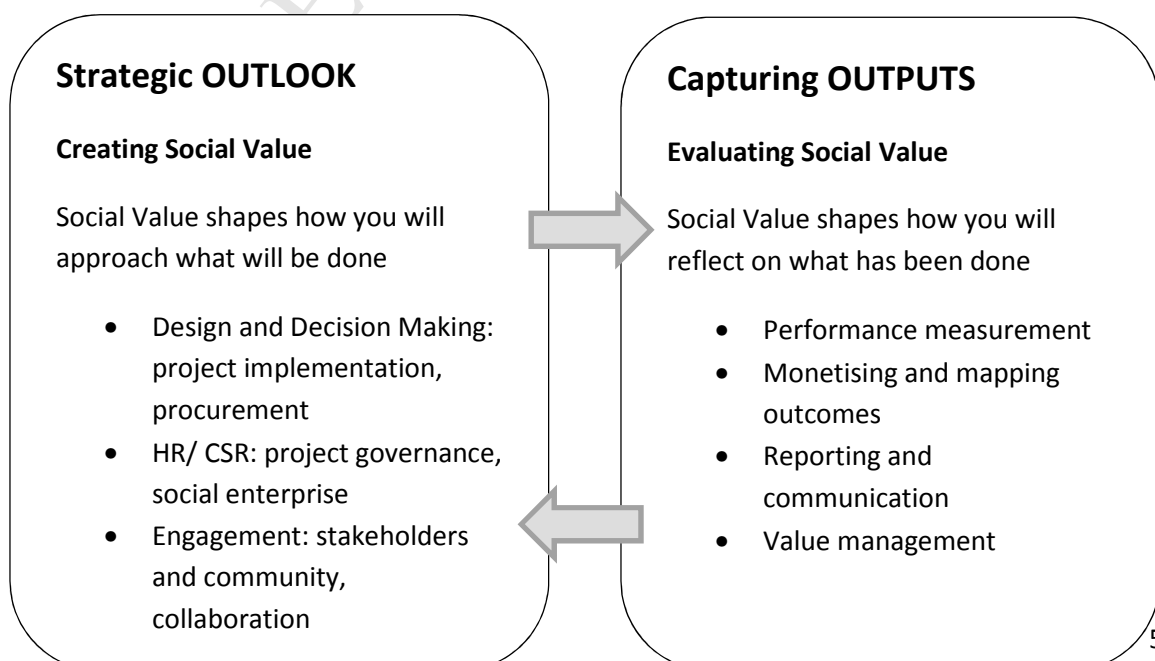 Strategic OUTLOOK
Creating Social Value
Social Value shapes how you will
approach what will be done
• Design and Decision Making:
project implementation,
procurement
• HR/ CSR: project governance,
social enterprise
• Engagement: stakeholders
and community,
collaboration
Capturing OUTPUTS
Evaluating Social Value
Social Value shapes how you will
reflect on what has been done
• Performance measurement
• Monetising and mapping
outcomes
• Reporting and
communication
• Value management